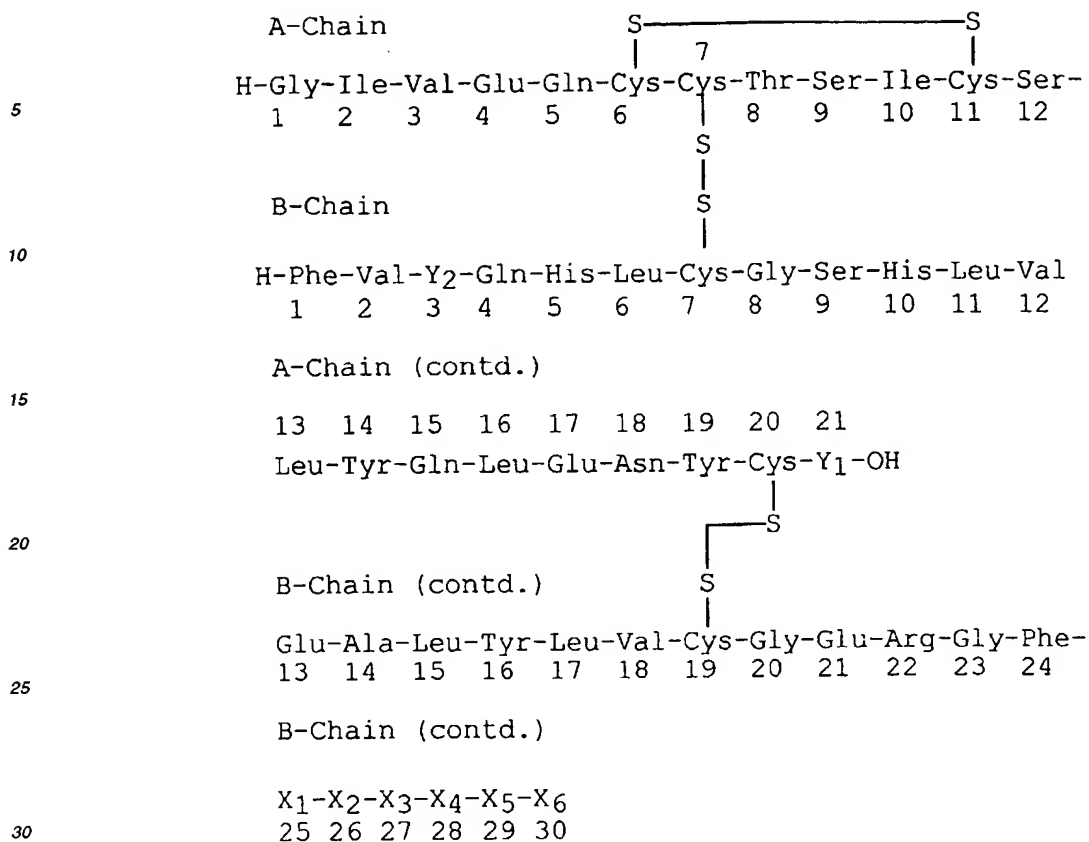 A-Chain
S S
7
H-Gly-Ile-Val-Glu-Gln-Cys-Cys-Thr-Ser-Ile-Cys-Ser-
5
1 2 3 4 5 6 8 9 10 11 12
S
B-Chain
S
10
H-Phe-Val-Y2-Gln-His-Leu-Cys-Gly-Ser-His-Leu-Val
1 2 3 4 5 6 7 8 9 10 11 12
A-Chain (contd.)
15
13 14 15 16 17 18 19 20 21
Leu-Tyr-Gln-Leu-Glu-Asn-Tyr-Cys-Y1-OH
S
20
B-Chain (contd.)
S
Glu-Ala-Leu-Tyr-Leu-Val-Cys-Gly-Glu-Arg-Gly-Phe-
13 14 15 16 17 18 19 20 21 22 23 24
25
B-Chain (contd.)
X1-X2-X3-X4-X5-X6
30
25 26 27 28 29 30